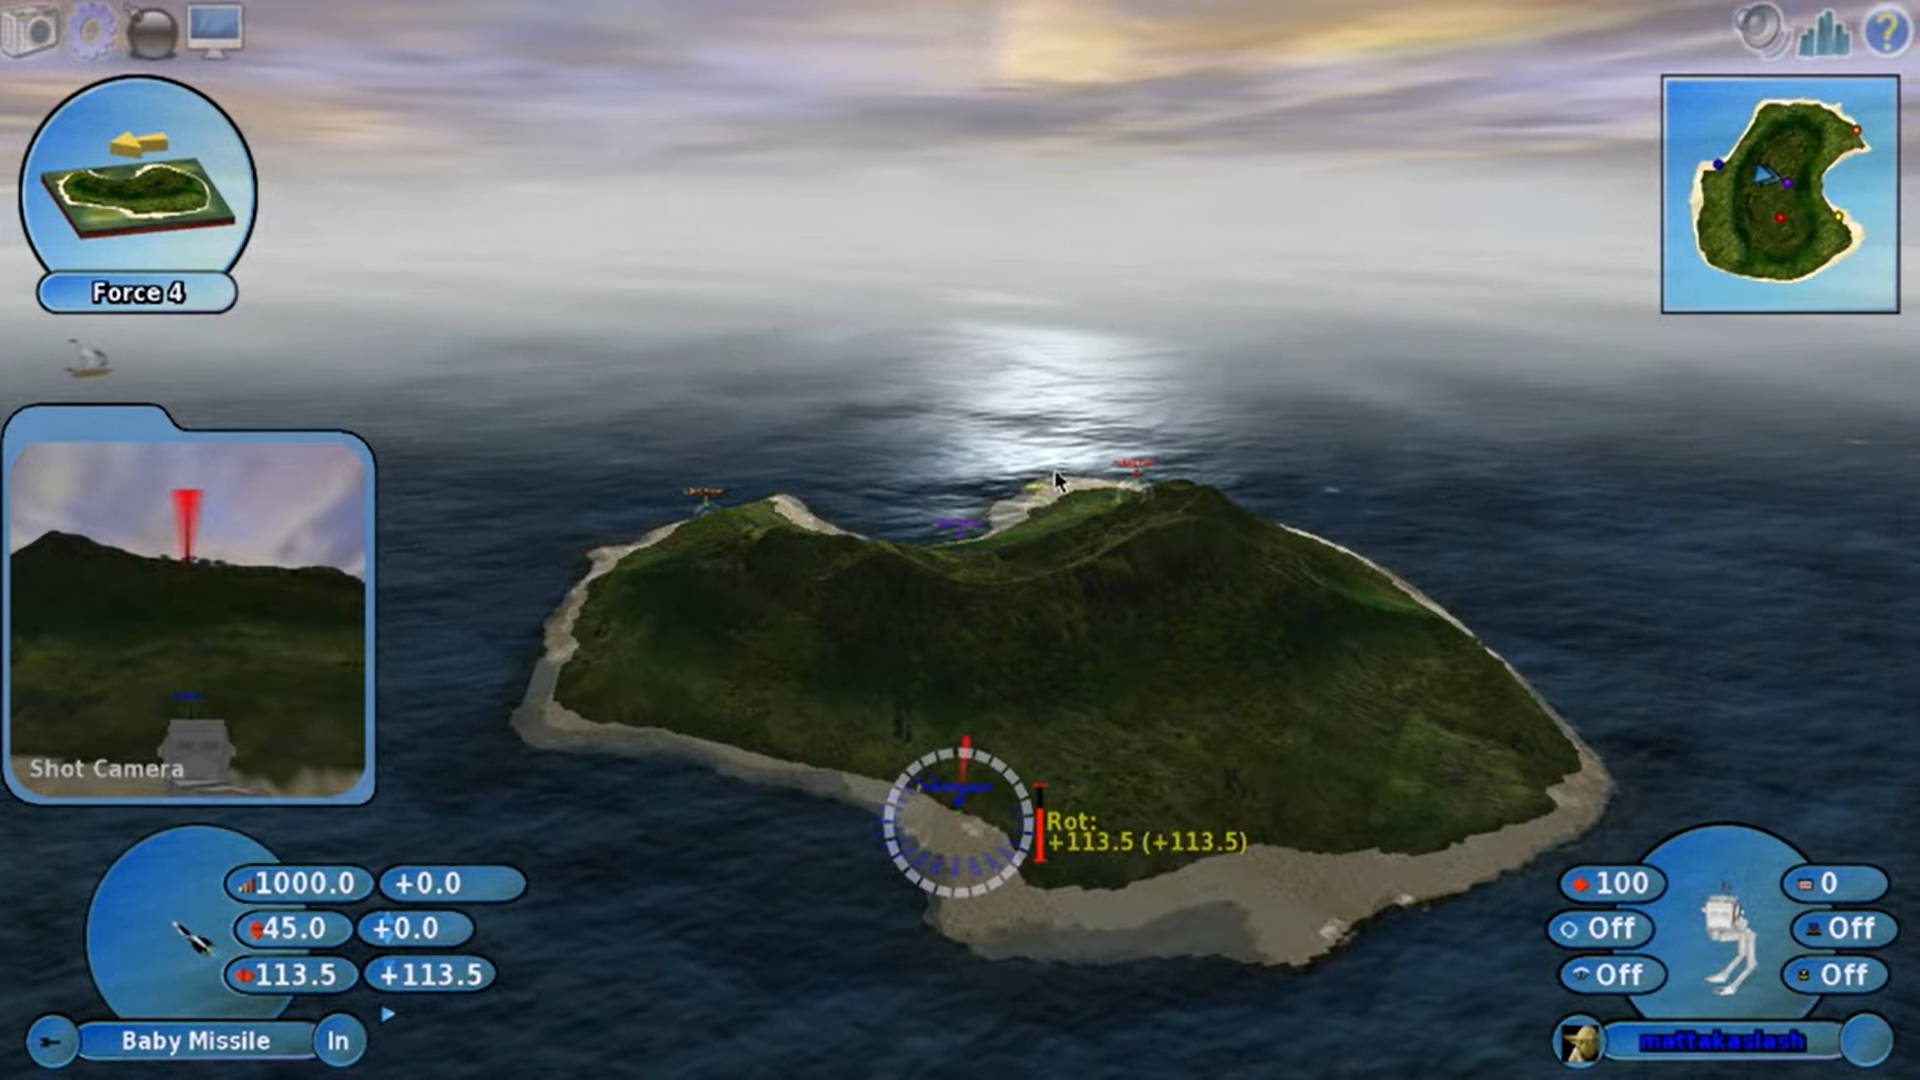 Force 4
Shot Camera
Rot:
+113.5 (+113.5)
1000.0 +0.0
45.0 +0.0
113.5 +113.5
Baby Missile In
100 0
Off Off
Off Off
mattakaslash